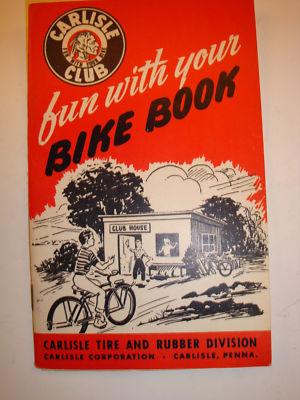 CARLISLE
CLUB
fun with your
BIKE BOOK
CLUB HOUSE
CARLISLE TIRE AND RUBBER DIVISION
CARLISLE CORPORATION · CARLISLE, PENNA.